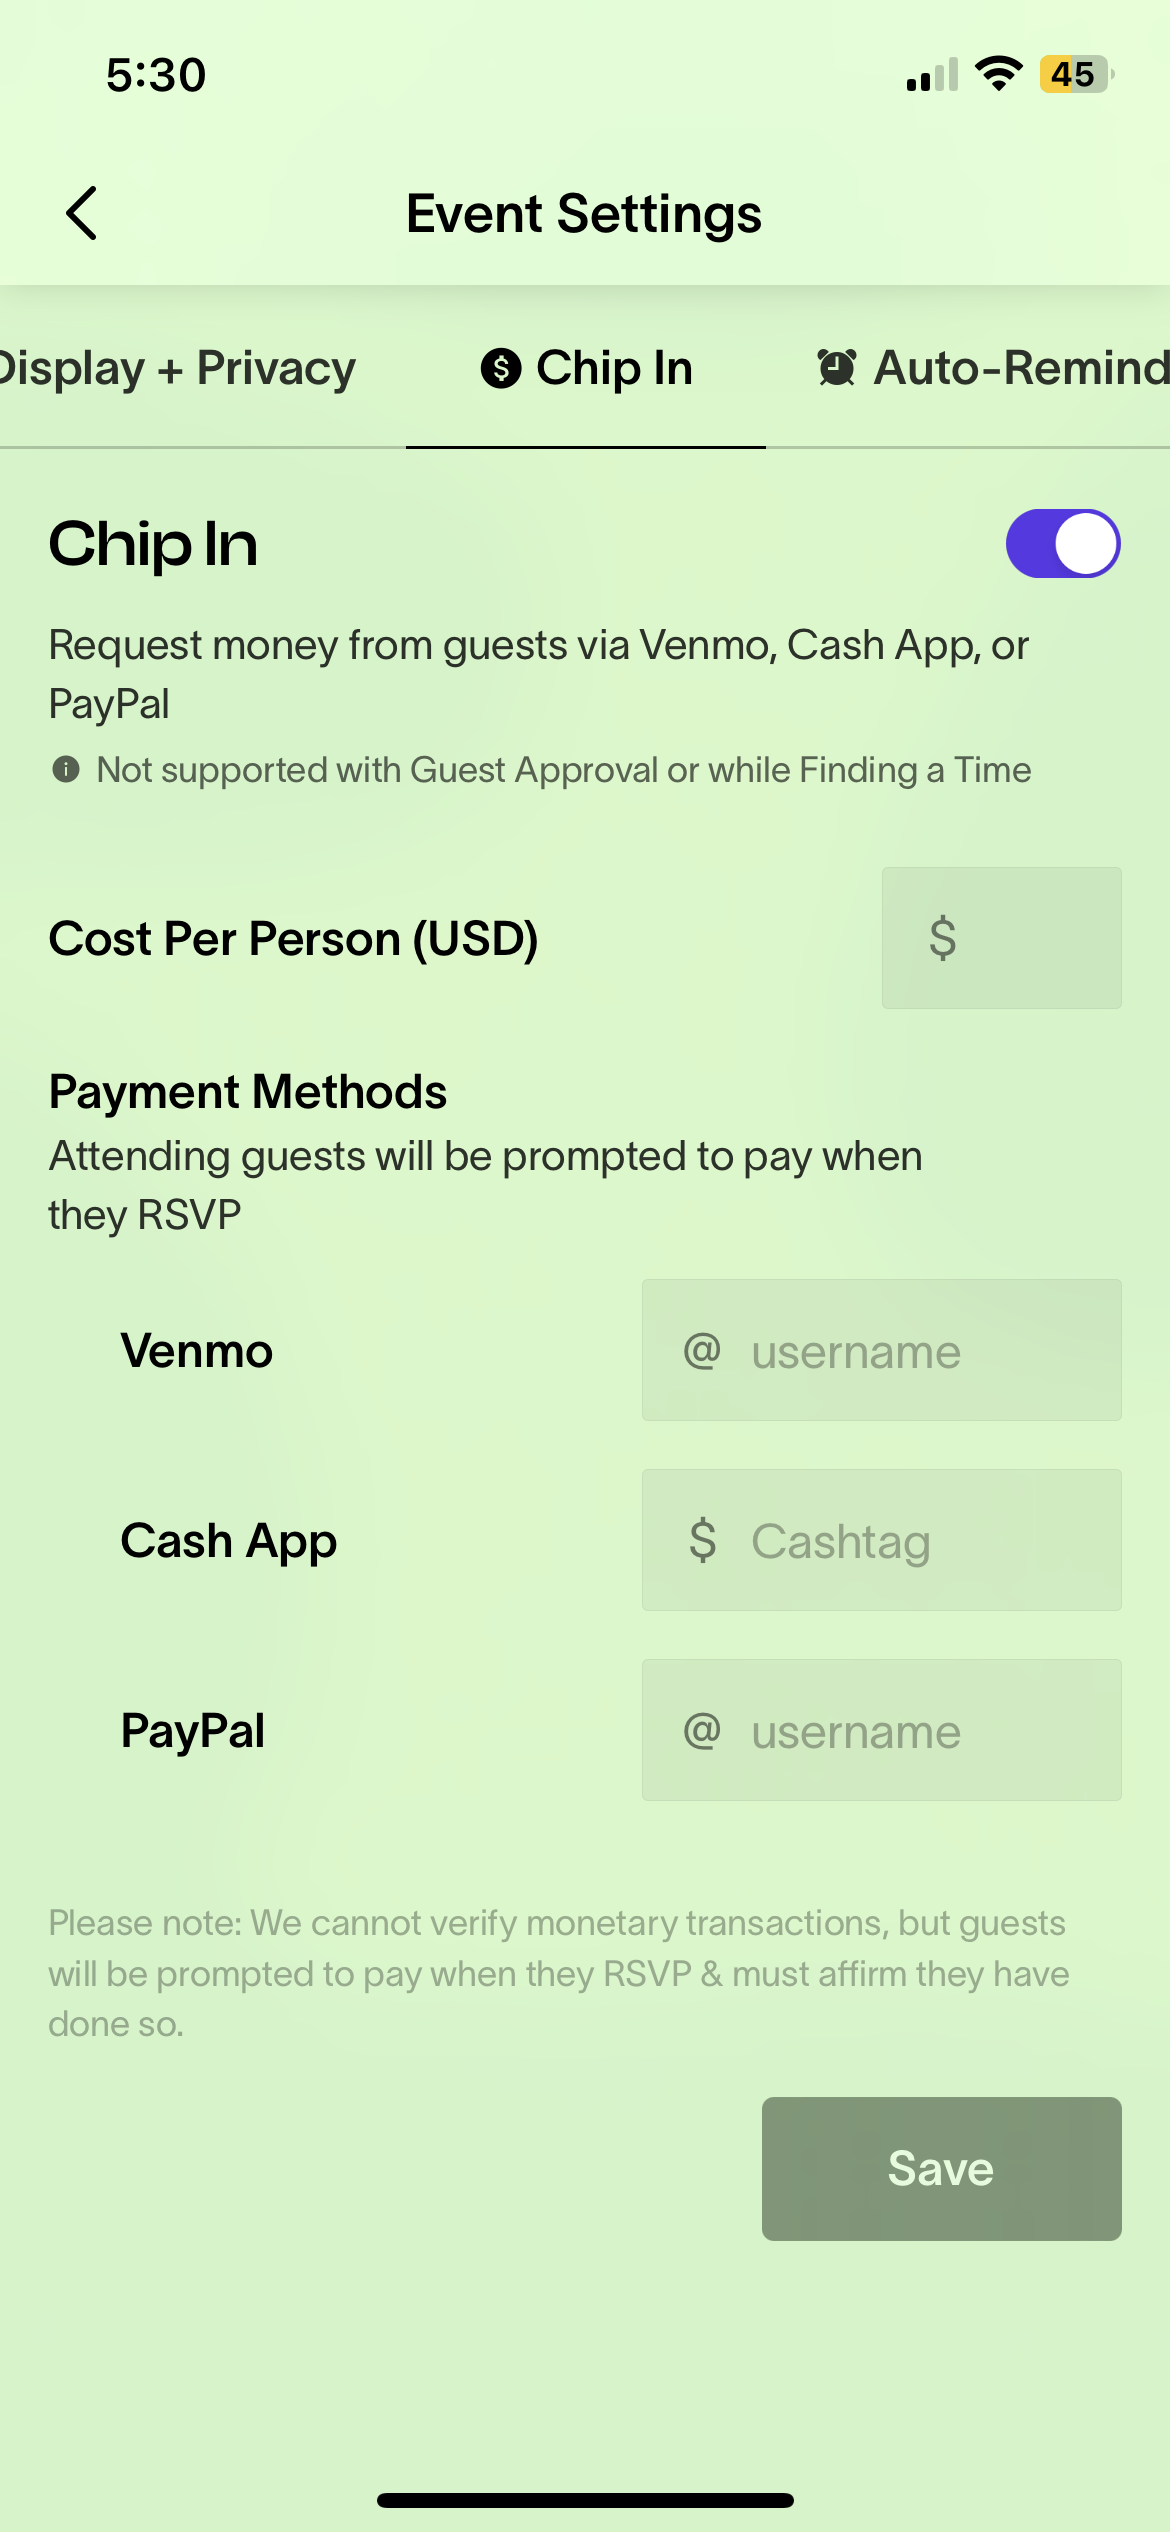 5:30
45
Event Settings
Display + Privacy
Chip In
Auto-Remind
Chip In
Request money from guests via Venmo, Cash App, or
PayPal
Not supported with Guest Approval or while Finding a Time
Cost Per Person (USD)
$
Payment Methods
Attending guests will be prompted to pay when
they RSVP
Venmo
@ username
Cash App
$ Cashtag
PayPal
@ username
Please note: We cannot verify monetary transactions, but guests
will be prompted to pay when they RSVP & must affirm they have
done so.
Save